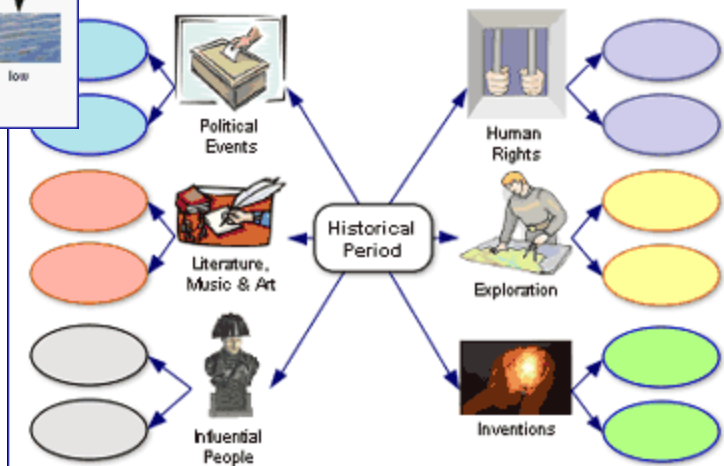 low
Political
Events
Human
Rights
Historical
Period
Literature,
Music & Art
Exploration
Influential
People
Inventions